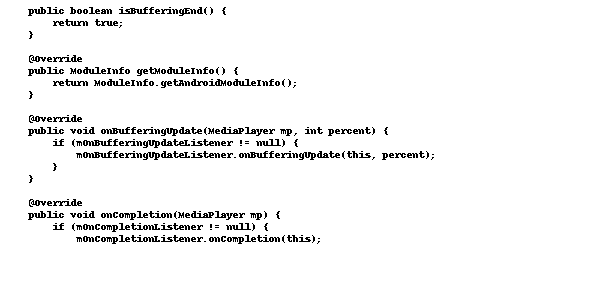 public boolean isBufferingEnd() {
return true;
}
@Override
public ModuleInfo getModuleInfo() {
return ModuleInfo.getAndroidModuleInfo();
}
@Override
public void onBufferingUpdate(MediaPlayer mp, int percent) {
if (mOnBufferingUpdateListener != null) {
mOnBufferingUpdateListener.onBufferingUpdate(this, percent);
}
}
@Override
public void onCompletion(MediaPlayer mp) {
if (mOnCompletionListener != null) {
mOnCompletionListener.onCompletion(this);